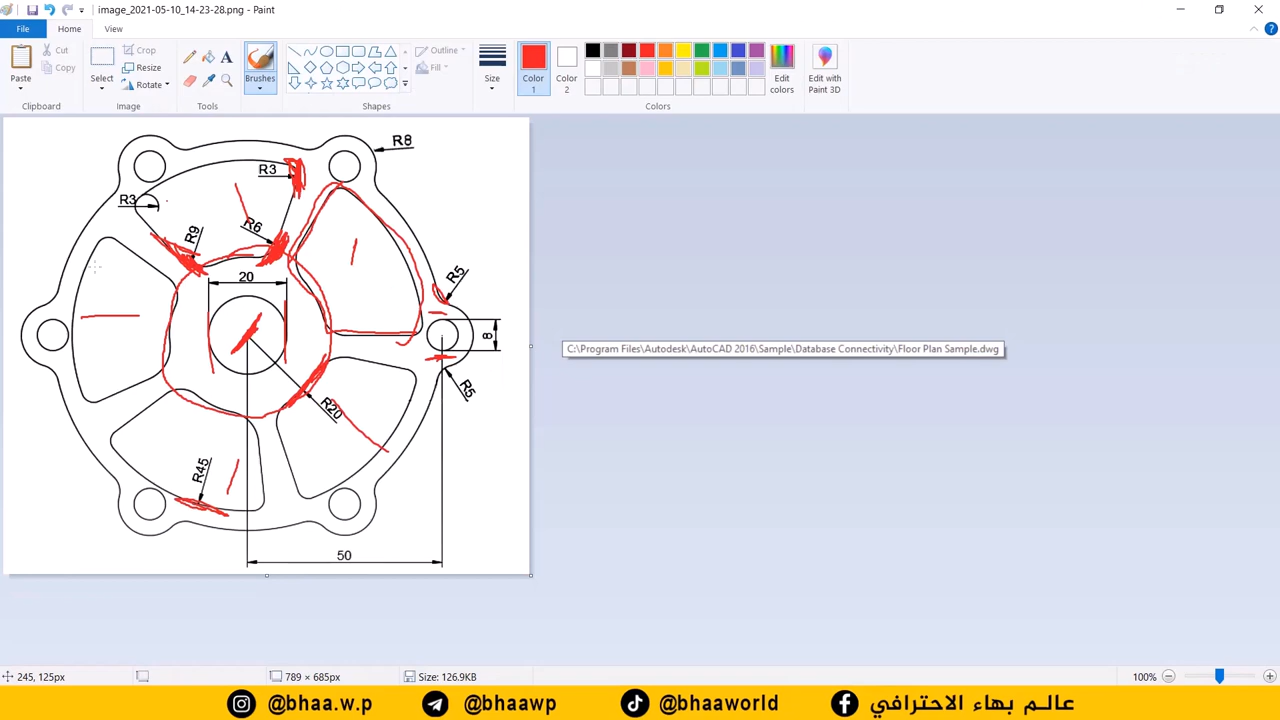 image_2021-05-10_14-23-28.png - Paint
File
Home
View
Paste
Cut
Copy
Clipboard
Select
Crop
Resize
Rotate
Image
A
Tools
Brushes
Shapes
Outline
Fill
Size
Color
1
Color
2
Edit
colors
Colors
Edit with
Paint 3D
R8
R3
R3
R9
R6
R5
20
8
R5
R20
R45
50
C:\Program Files\Autodesk\AutoCAD 2016\Sample\Database Connectivity\Floor Plan Sample.dwg
245, 125px
789 × 685px
Size: 126.9KB
100%
@bhaa.w.p
@bhaawp
@bhaaworld
عالم بهاء الاحترافي